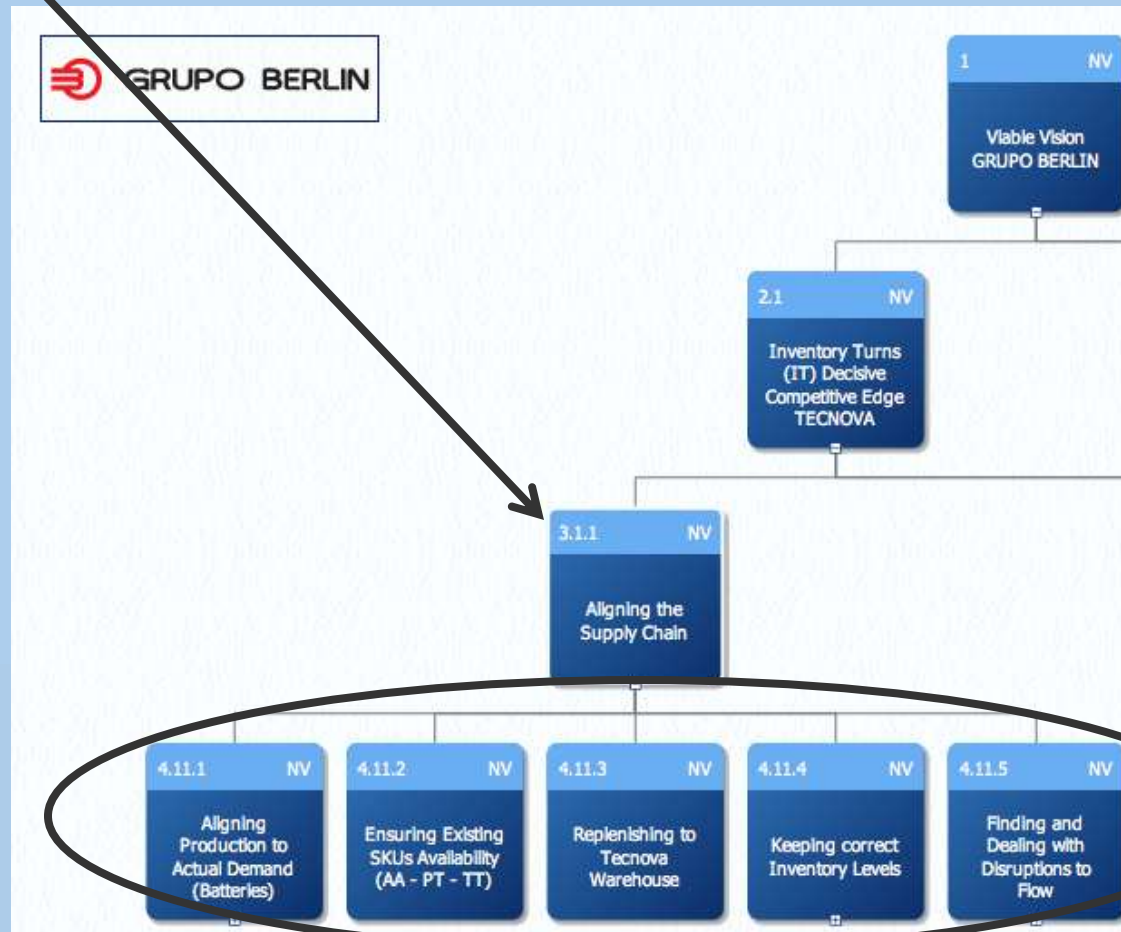 GRUPO BERLIN
1 NV
Viable Vision
GRUPO BERLIN
2.1 NV
Inventory Turns
(IT) Decisive
Competitive Edge
TECNOVA
3.1.1 NV
Aligning the
Supply Chain
4.11.1 NV
Aligning
Production to
Actual Demand
(Batteries)
4.11.2 NV
Ensuring Existing
SKUs Availability
(AA - PT - TT)
4.11.3 NV
Replenishing to
Tecnova
Warehouse
4.11.4 NV
Keeping correct
Inventory Levels
4.11.5 NV
Finding and
Dealing with
Disruptions to
Flow